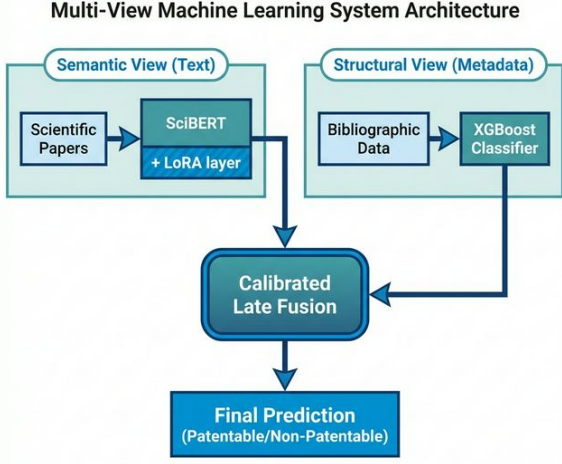 Multi-View Machine Learning System Architecture
Semantic View (Text)
Scientific
Papers
SciBERT
+ LoRA layer
Structural View (Metadata)
Bibliographic
Data
XGBoost
Classifier
Calibrated
Late Fusion
Final Prediction
(Patentable/Non-Patentable)